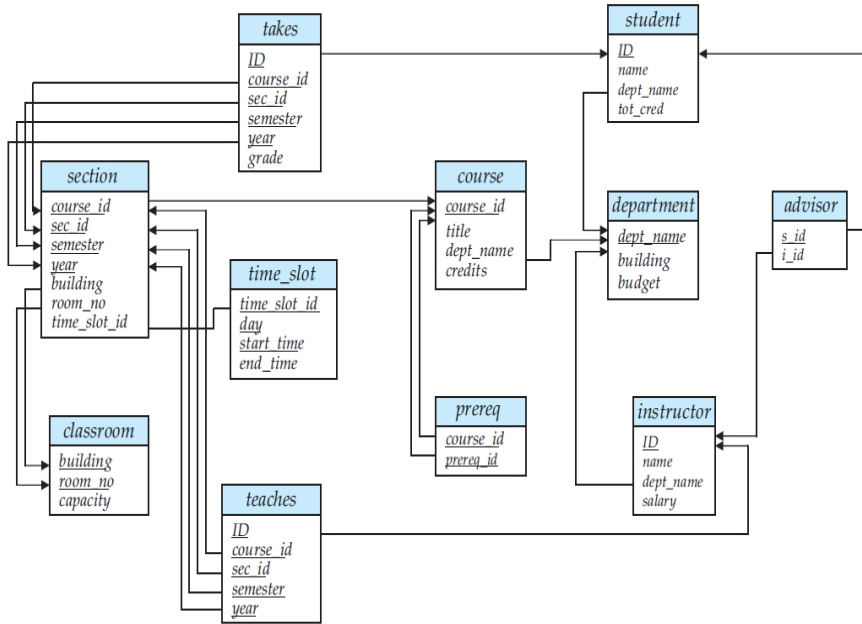 takes
ID
course_id
sec_id
semester
year
grade
student
ID
name
dept_name
tot_cred
section
course_id
sec_id
semester
year
building
room_no
time_slot_id
course
course_id
title
dept_name
credits
department
dept_name
building
budget
advisor
s_id
i_id
time_slot
time_slot_id
day
start_time
end_time
classroom
building
room_no
capacity
prereq
course_id
prereq_id
instructor
ID
name
dept_name
salary
teaches
ID
course_id
sec_id
semester
year